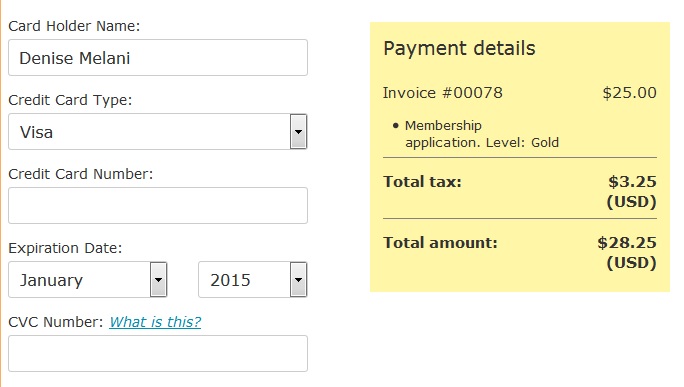 Card Holder Name:
Denise Melani
Credit Card Type:
Visa
Credit Card Number:
Expiration Date:
January
2015
CVC Number: What is this?
Payment details
Invoice #00078 $25.00
• Membership
application. Level: Gold
Total tax: $3.25
(USD)
Total amount: $28.25
(USD)